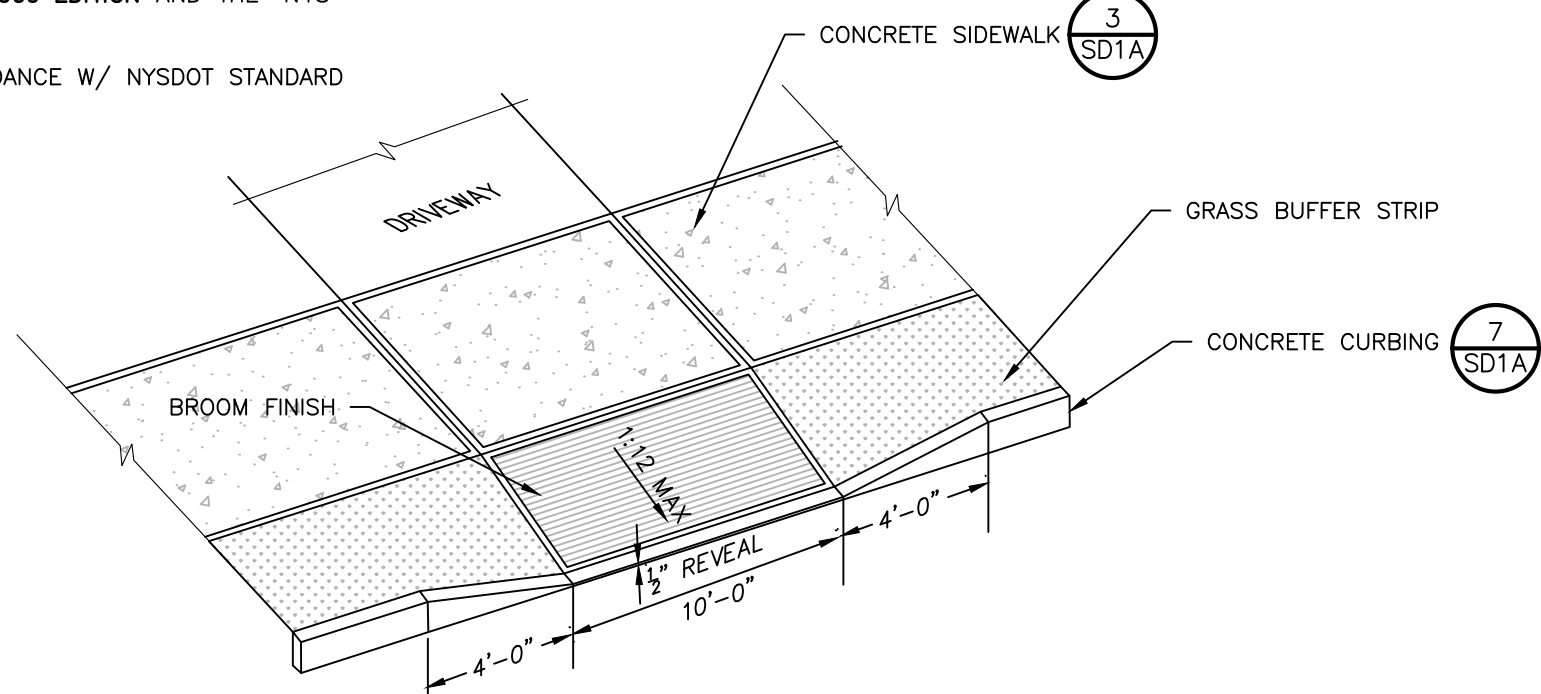 EDITION AND THE NYS
W/ NYSDOT STANDARD
CONCRETE SIDEWALK
3
SD1A
DRIVEWAY
GRASS BUFFER STRIP
CONCRETE CURBING
7
SD1A
BROOM FINISH
1:12 MAX
1/2" REVEAL
10'-0"
4'-0"
4'-0"